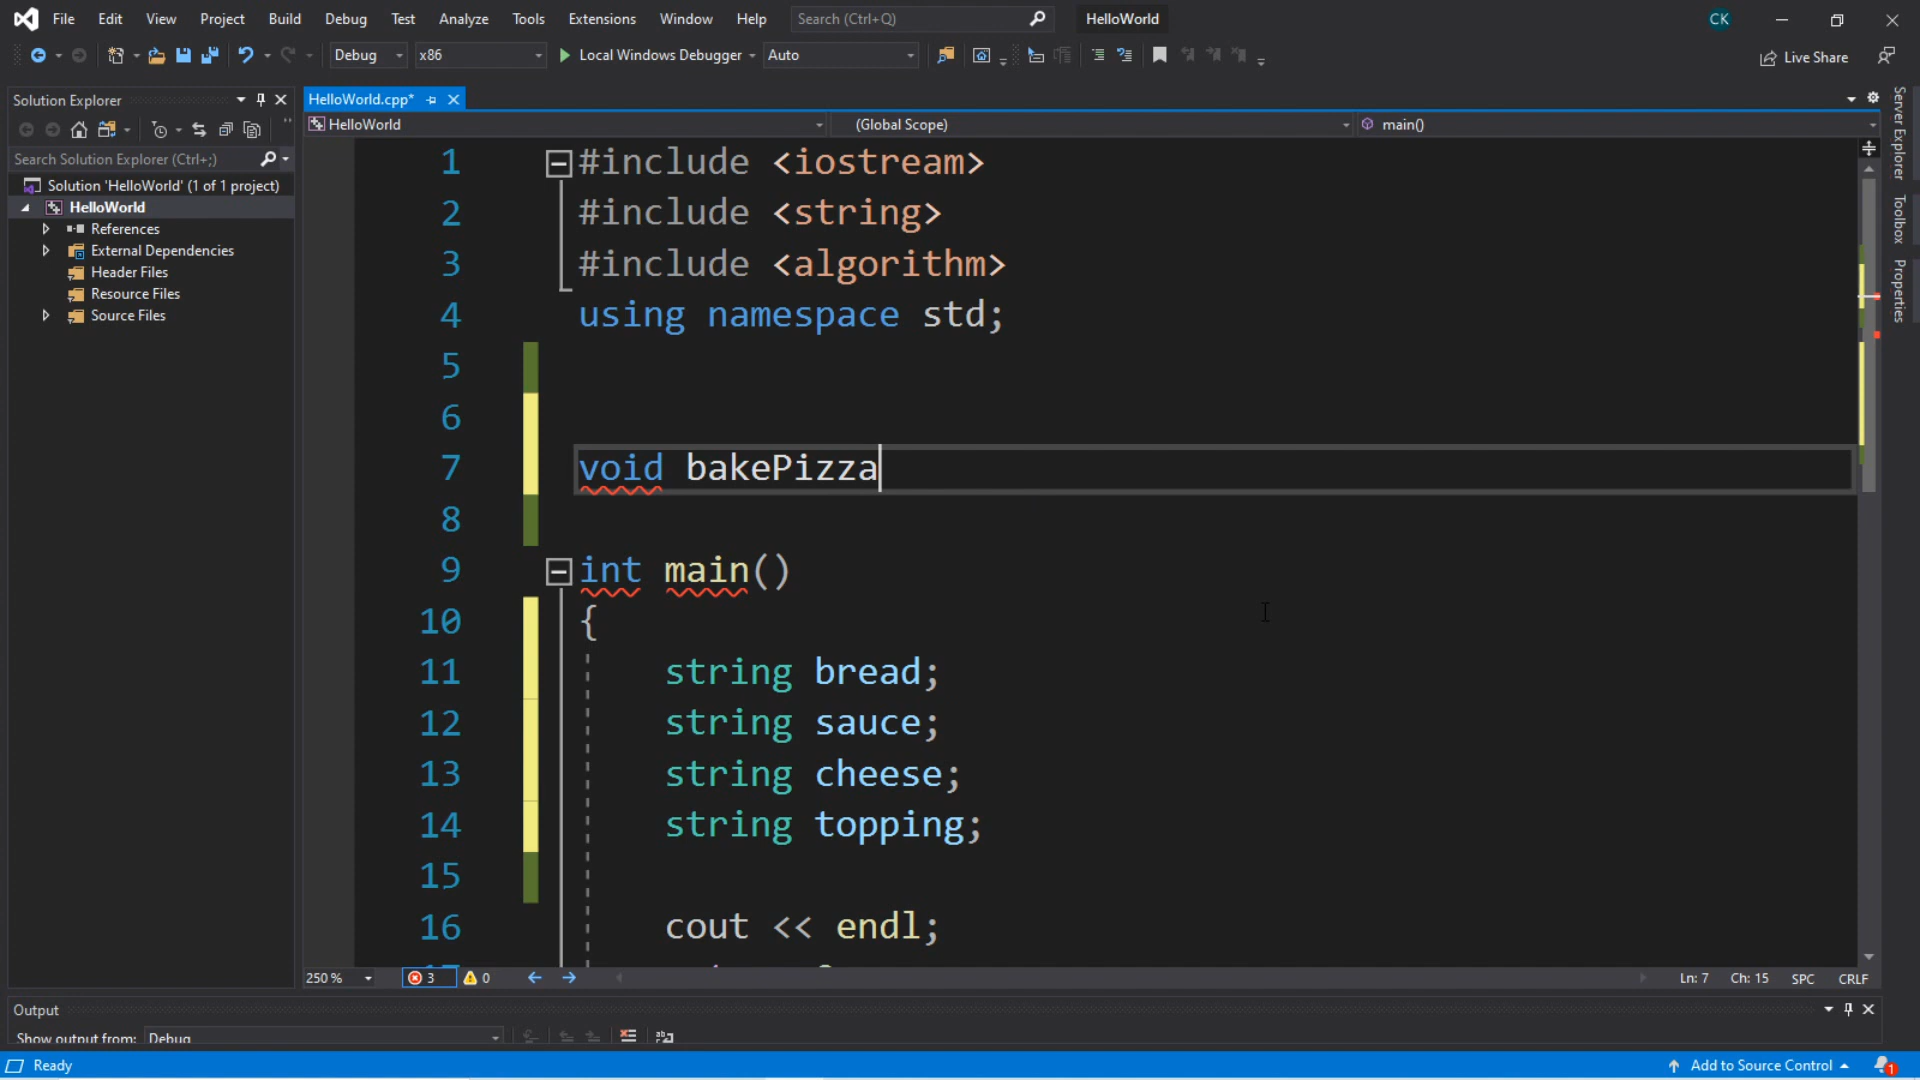 File Edit View Project Build Debug Test Analyze Tools Extensions Window Help Search (Ctrl+Q) HelloWorld CK
Debug x86 Local Windows Debugger Auto Live Share
Solution Explorer
Search Solution Explorer (Ctrl+;)
Solution 'HelloWorld' (1 of 1 project)
HelloWorld
References
External Dependencies
Header Files
Resource Files
Source Files
HelloWorld.cpp*
HelloWorld (Global Scope) main()
1 #include <iostream>
2 #include <string>
3 #include <algorithm>
4 using namespace std;
5
6
7 void bakePizza
8
9 int main()
10 {
11 string bread;
12 string sauce;
13 string cheese;
14 string topping;
15
16 cout << endl;
250 % 3 0 Ln: 7 Ch: 15 SPC CRLF
Server Explorer
Toolbox
Properties
Output
Show output from: Debug
Ready Add to Source Control 1